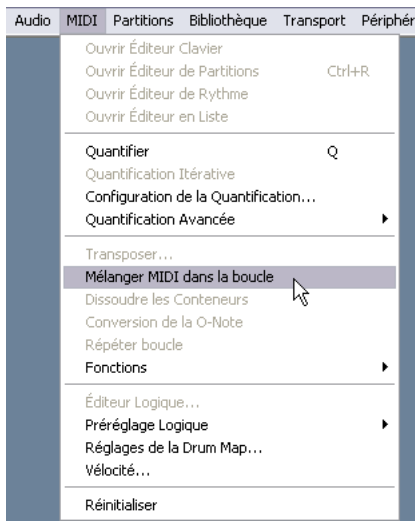 Audio MIDI Partitions Bibliothèque Transport Périphér
Ouvrir Éditeur Clavier
Ouvrir Éditeur de Partitions Ctrl+R
Ouvrir Éditeur de Rythme
Ouvrir Éditeur en Liste
Quantifier Q
Quantification Itérative
Configuration de la Quantification...
Quantification Avancée
Transposer...
Mélanger MIDI dans la boucle
Dissoudre les Conteneurs
Conversion de la O-Note
Répéter boucle
Fonctions
Éditeur Logique...
Préréglage Logique
Réglages de la Drum Map...
Vélocité...
Réinitialiser